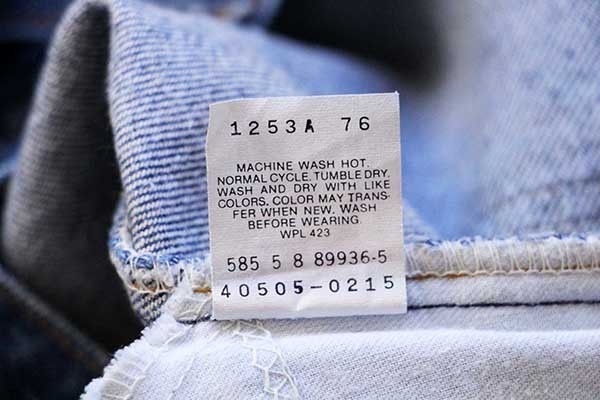 1253A 76
MACHINE WASH HOT.
NORMAL CYCLE. TUMBLE DRY.
WASH AND DRY WITH LIKE
COLORS. COLOR MAY TRANS-
FER WHEN NEW. WASH
BEFORE WEARING.
WPL 423
585 5 8 89936-5
40505-0215